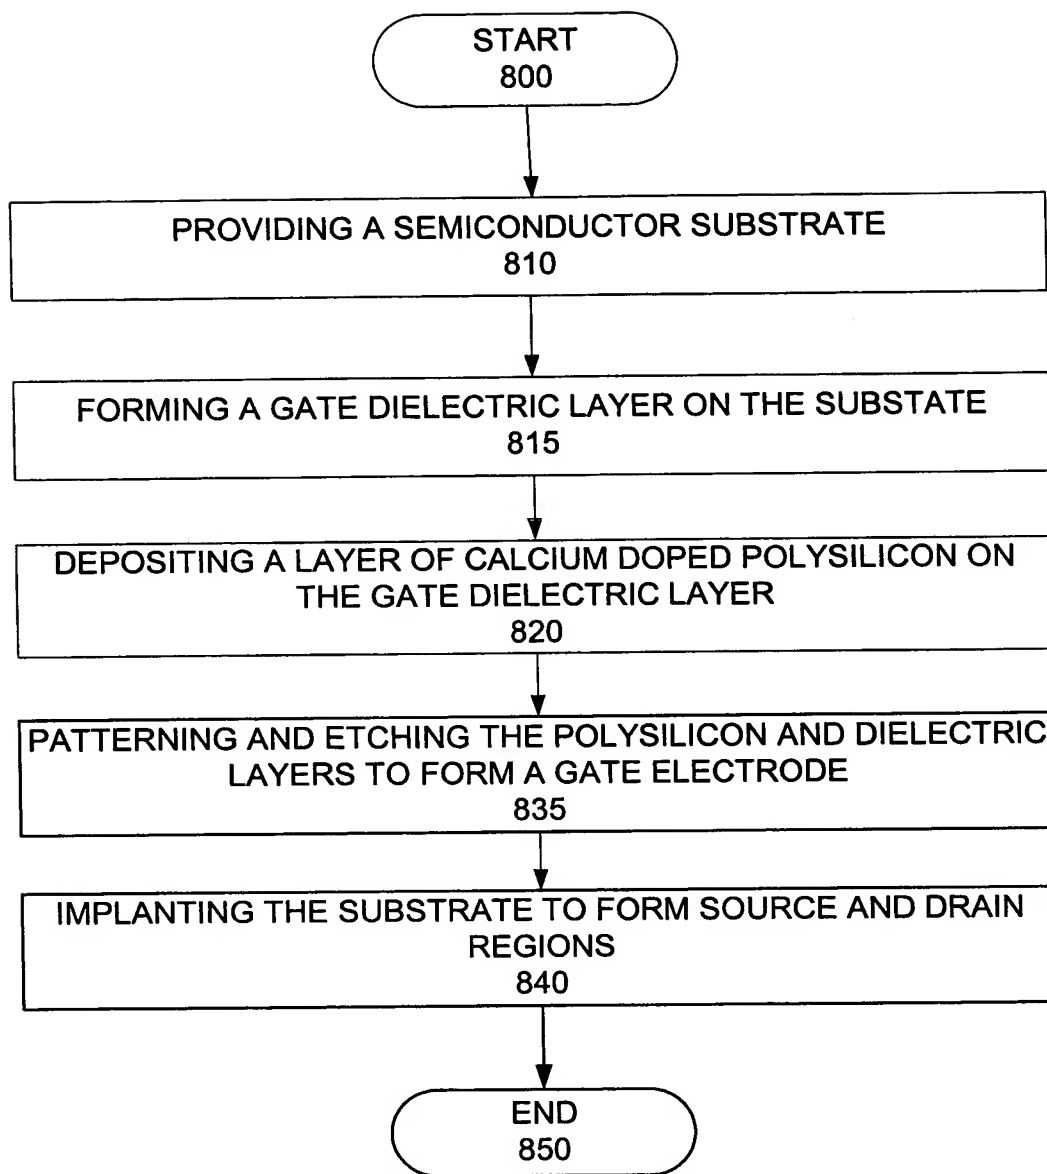 START
800
PROVIDING A SEMICONDUCTOR SUBSTRATE
810
FORMING A GATE DIELECTRIC LAYER ON THE SUBSTATE
815
DEPOSITING A LAYER OF CALCIUM DOPED POLYSILICON ON
THE GATE DIELECTRIC LAYER
820
PATTERNING AND ETCHING THE POLYSILICON AND DIELECTRIC
LAYERS TO FORM A GATE ELECTRODE
835
IMPLANTING THE SUBSTRATE TO FORM SOURCE AND DRAIN
REGIONS
840
END
850